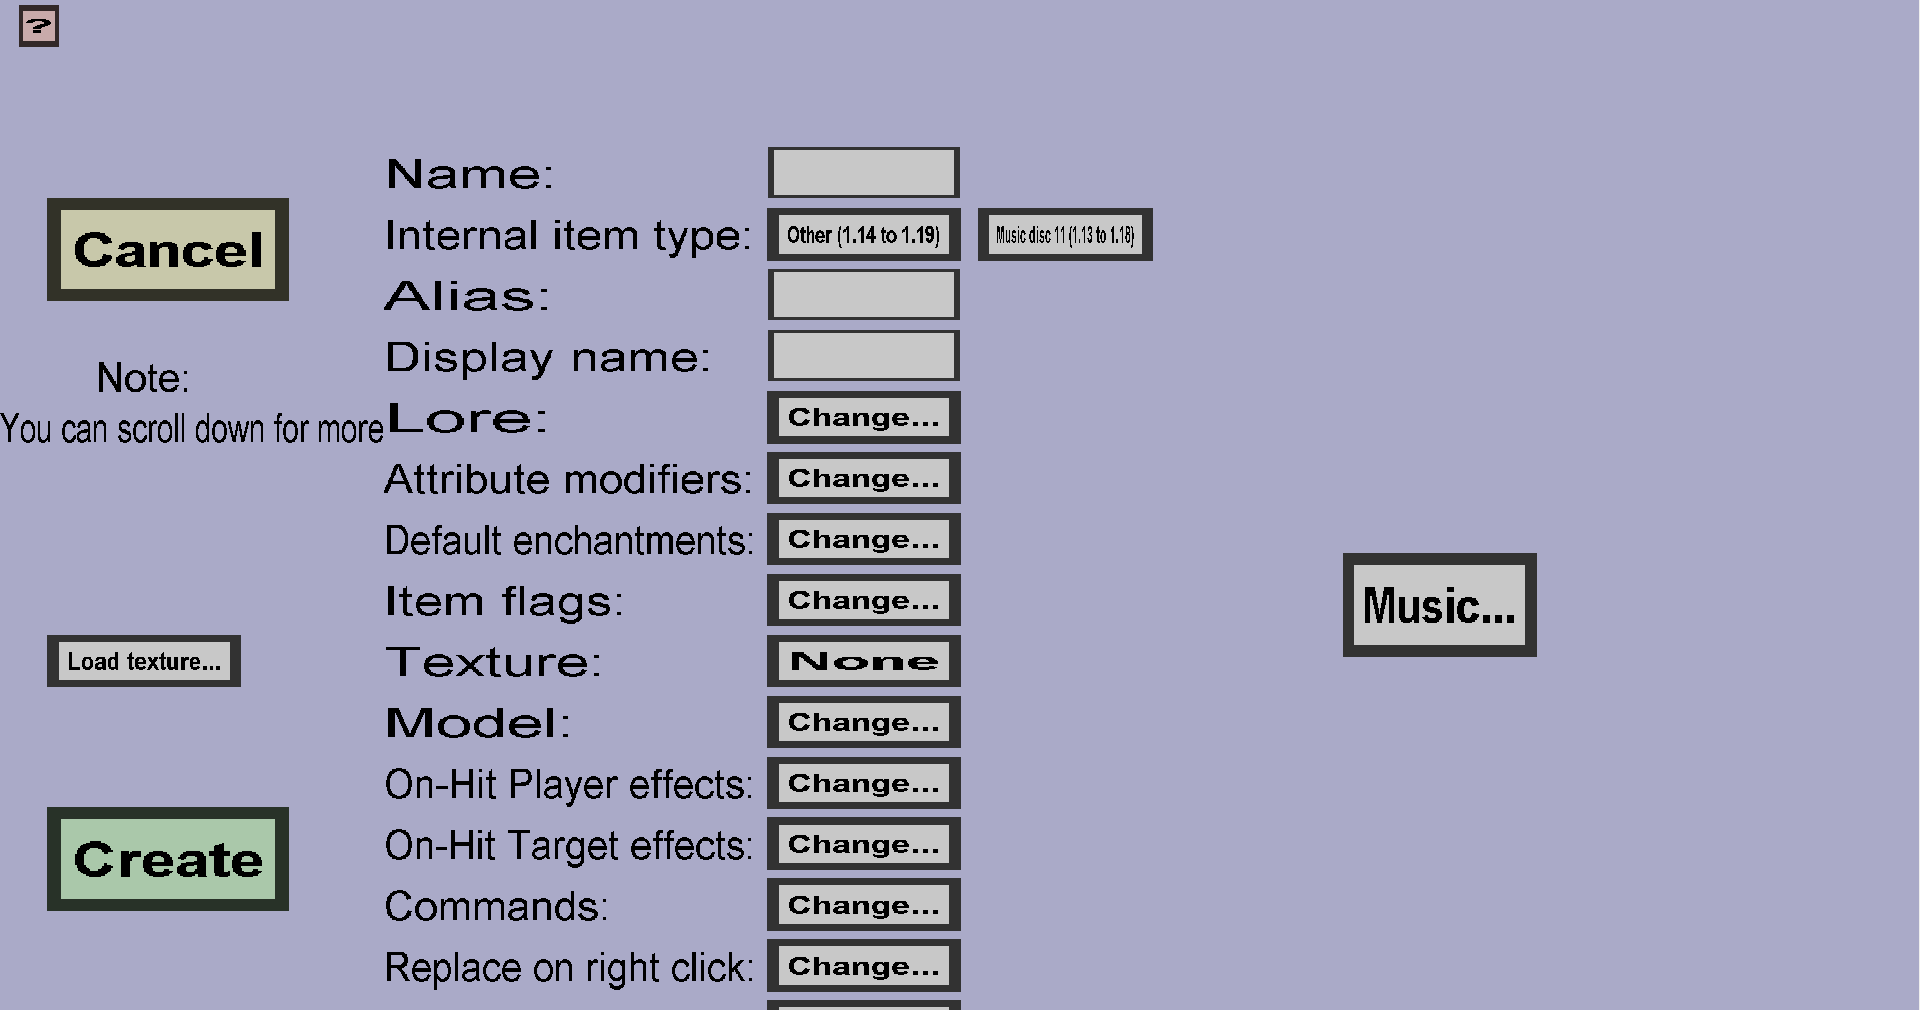 ?
Name:
Cancel
Internal item type: Other (1.14 to 1.19) Music disc 11 (1.13 to 1.18)
Alias:
Display name:
Note:
You can scroll down for more
Lore: Change...
Attribute modifiers: Change...
Default enchantments: Change...
Item flags: Change...
Music...
Load texture...
Texture: None
Model: Change...
On-Hit Player effects: Change...
On-Hit Target effects: Change...
Create
Commands: Change...
Replace on right click: Change...